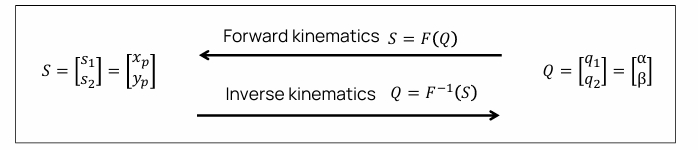 Forward kinematics S = F(Q)
S = [s₁ s₂] = [xₚ yₚ]
Q = [q₁ q₂] = [α β]
Inverse kinematics Q = F⁻¹(S)